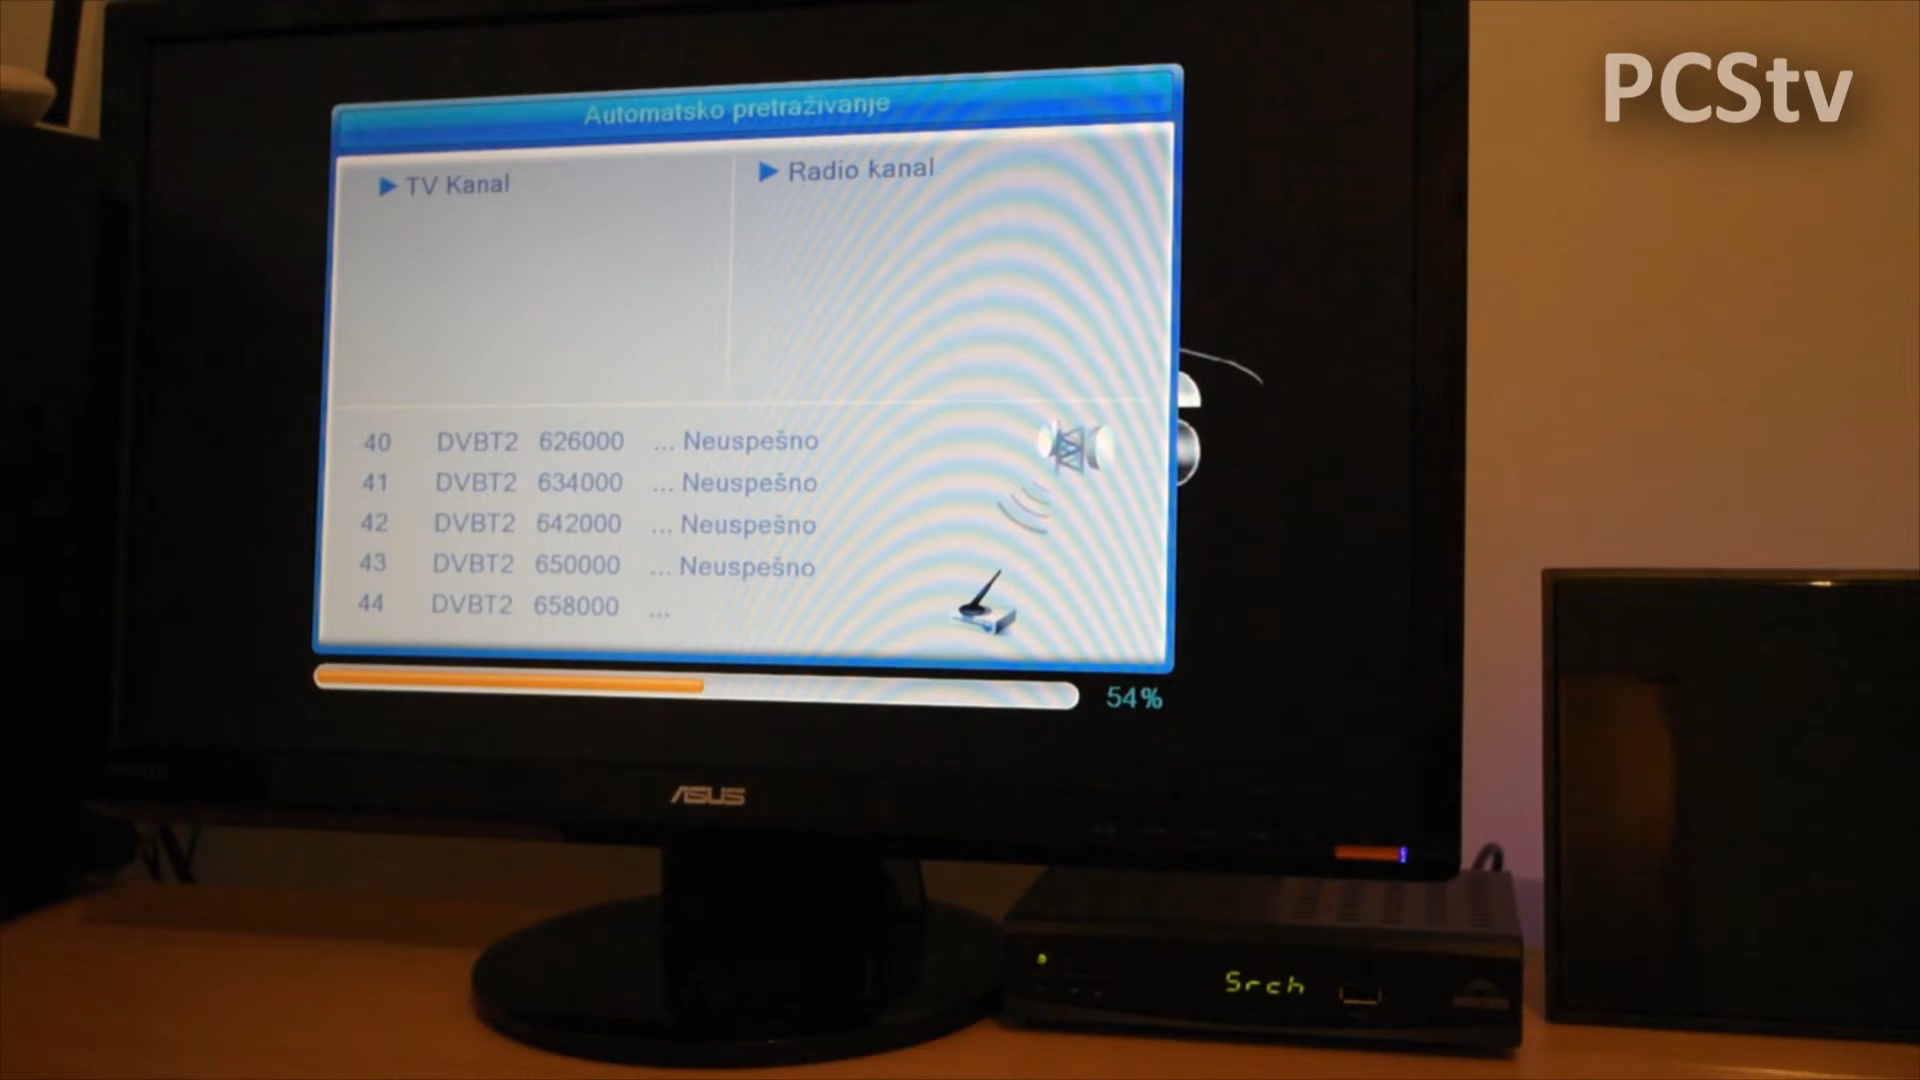 PCStv
Automatsko pretraživanje
TV Kanal
Radio kanal
40 DVBT2 626000 ... Neuspešno
41 DVBT2 634000 ... Neuspešno
42 DVBT2 642000 ... Neuspešno
43 DVBT2 650000 ... Neuspešno
44 DVBT2 658000 ...
54%
ASUS
Srch